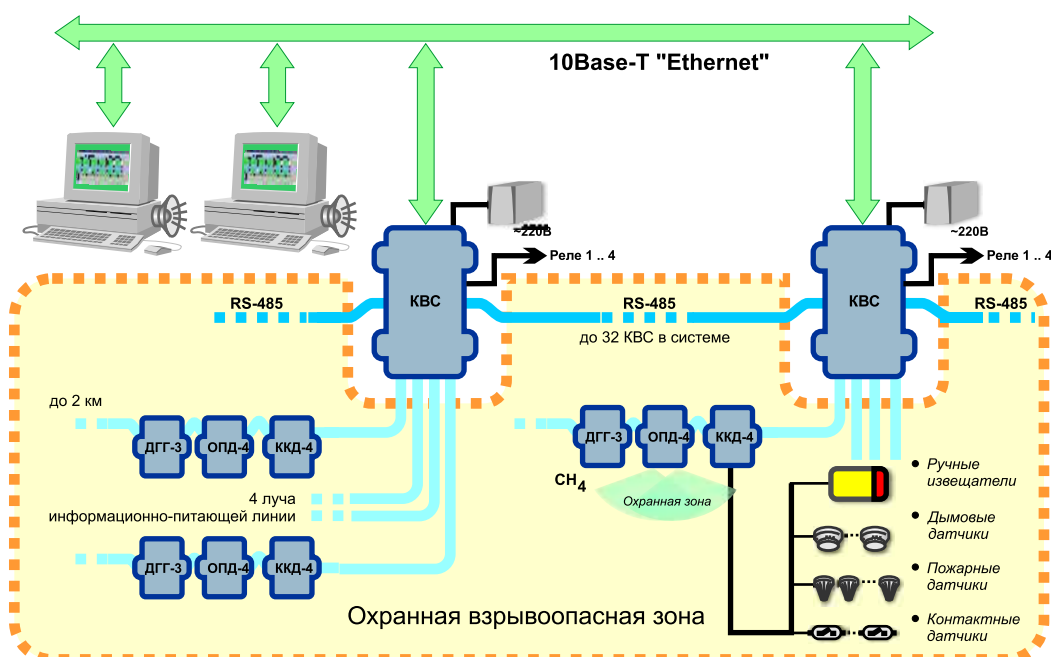 10Base-T "Ethernet"
~220В
~220В
Реле 1 .. 4
Реле 1 .. 4
КВС
КВС
RS-485
RS-485
RS-485
до 32 КВС в системе
до 2 км
ДГГ-3
ОПД-4
ККД-4
ДГГ-3
ОПД-4
ККД-4
CH4
Охранная зона
4 луча
информационно-питающей линии
ДГГ-3
ОПД-4
ККД-4
• Ручные
извещатели
• Дымовые
датчики
• Пожарные
датчики
• Контактные
датчики
Охранная взрывоопасная зона